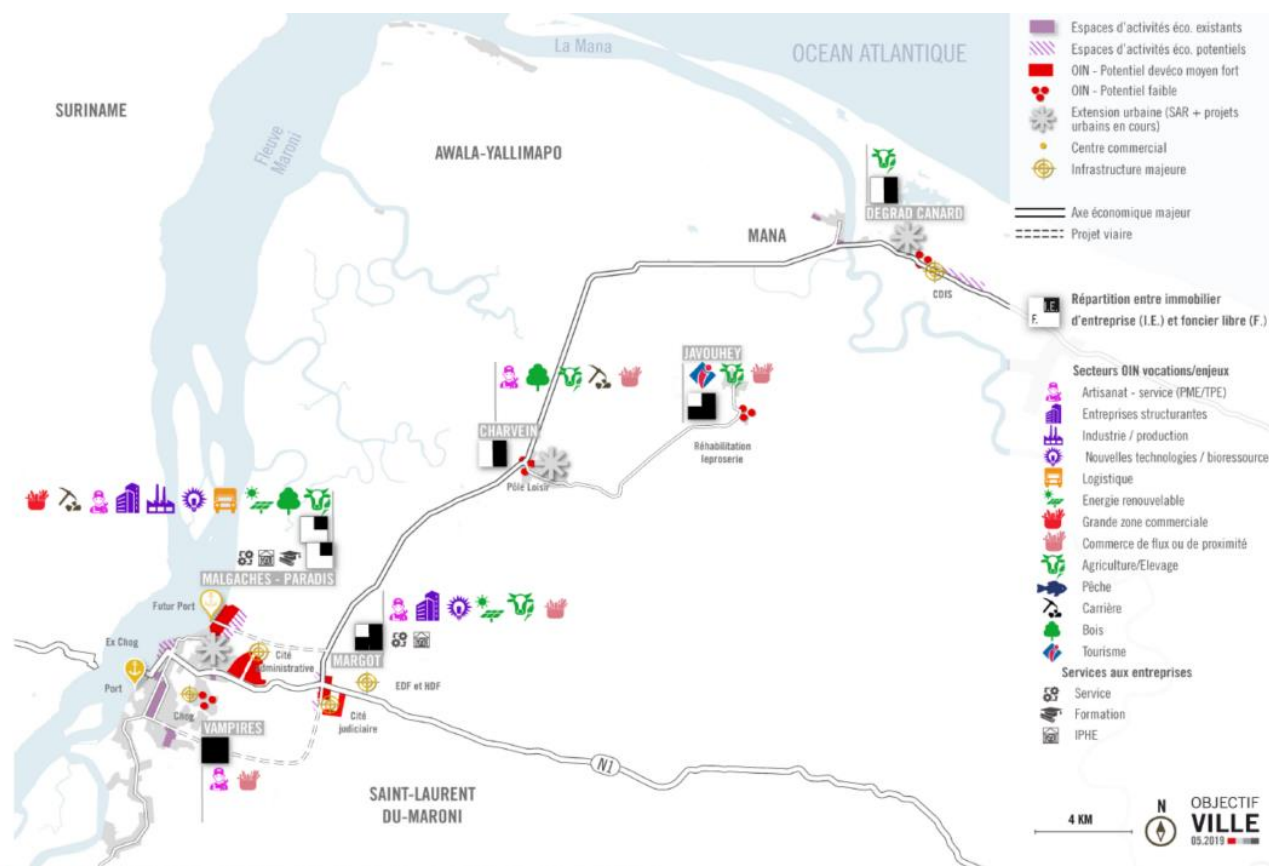 La Mana
OCEAN ATLANTIQUE
SURINAME
Fleuve
Maroni
AWALA-YALLIMAPO
MANA
DEGRAD CANARD
CDIS
JAVOUHEY
Réhabilitation
leproserie
CHARVEIN
Pôle Loisir
MALGACHES - PARADIS
Futur Port
Ex Chog
Port
Cité
administrative
MARGOT
EDF et HDF
Cité
judiciaire
Chog
VAMPIRES
N1
SAINT-LAURENT
DU-MARONI
Espaces d'activités éco. existants
Espaces d'activités éco. potentiels
OIN - Potentiel devéco moyen fort
OIN - Potentiel faible
Extension urbaine (SAR + projets
urbains en cours)
Centre commercial
Infrastructure majeure
Axe économique majeur
Projet viaire
I.E.
F.
Répartition entre immobilier
d'entreprise (I.E.) et foncier libre (F.)
Secteurs OIN vocations/enjeux
Artisanat - service (PME/TPE)
Entreprises structurantes
Industrie / production
Nouvelles technologies / bioressource
Logistique
Energie renouvelable
Grande zone commerciale
Commerce de flux ou de proximité
Agriculture/Elevage
Pêche
Carrière
Bois
Tourisme
Services aux entreprises
Service
Formation
IPHE
4 KM
N
OBJECTIF
VILLE
05.2019